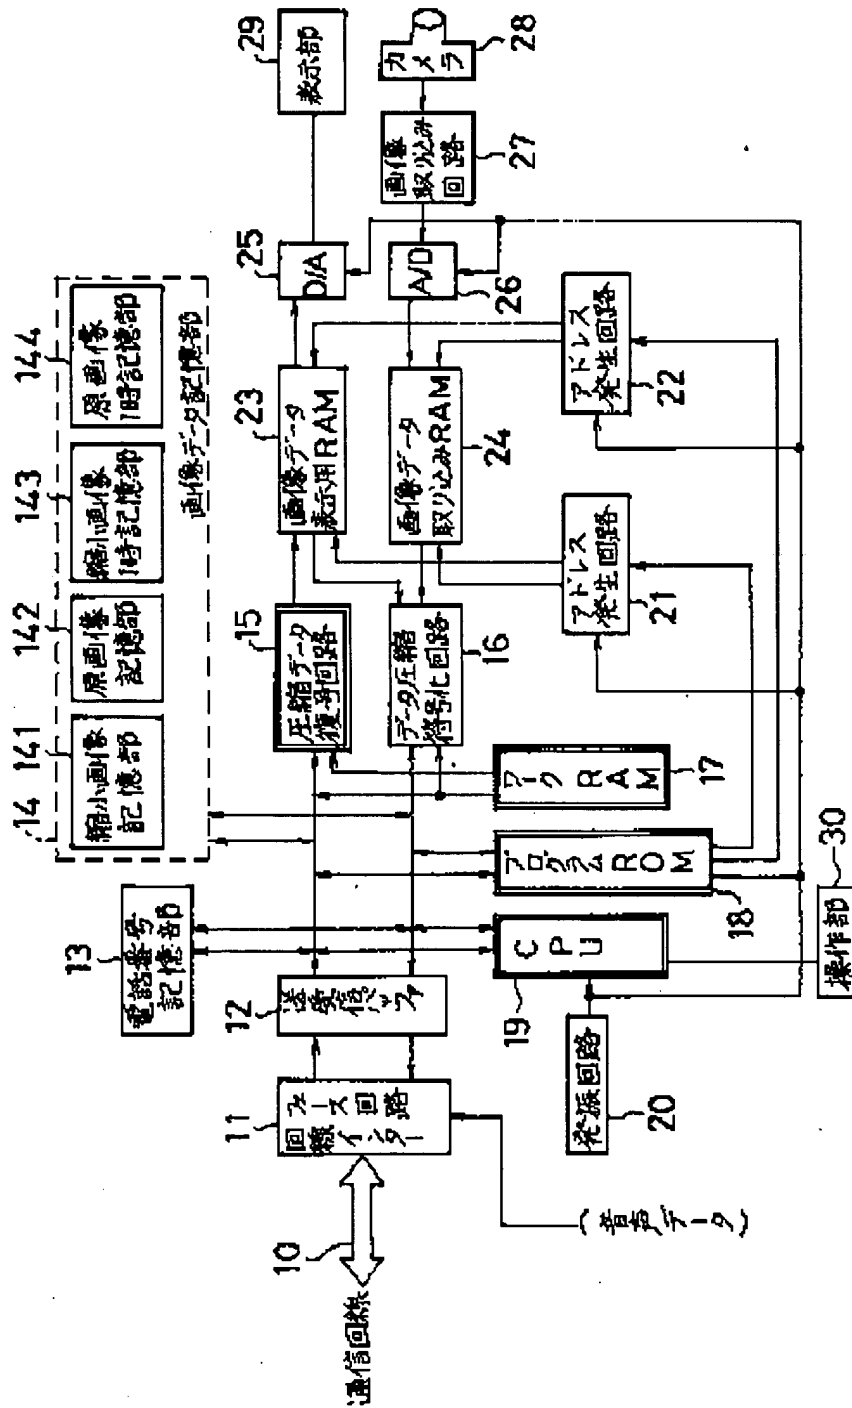 14
141
142
143
144
縮小画像
記憶部
原画像
記憶部
縮小画像
1時記憶部
原画像
1時記憶部
画像データ記憶部
13
電話番号
記憶部
通信回線
10
11
回線インター
フェース回路
12
送受信バッファ
15
圧縮データ
復号回路
16
データ圧縮
符号化回路
23
画像データ
表示用RAM
24
画像データ
取り込みRAM
25
D/A
26
A/D
29
表示部
27
画像
取り込み
回路
28
カメラ
19
CPU
18
プログラム
ROM
17
ワーク
RAM
21
アドレス
発生回路
22
アドレス
発生回路
20
発振回路
30
操作部
(音声データ)